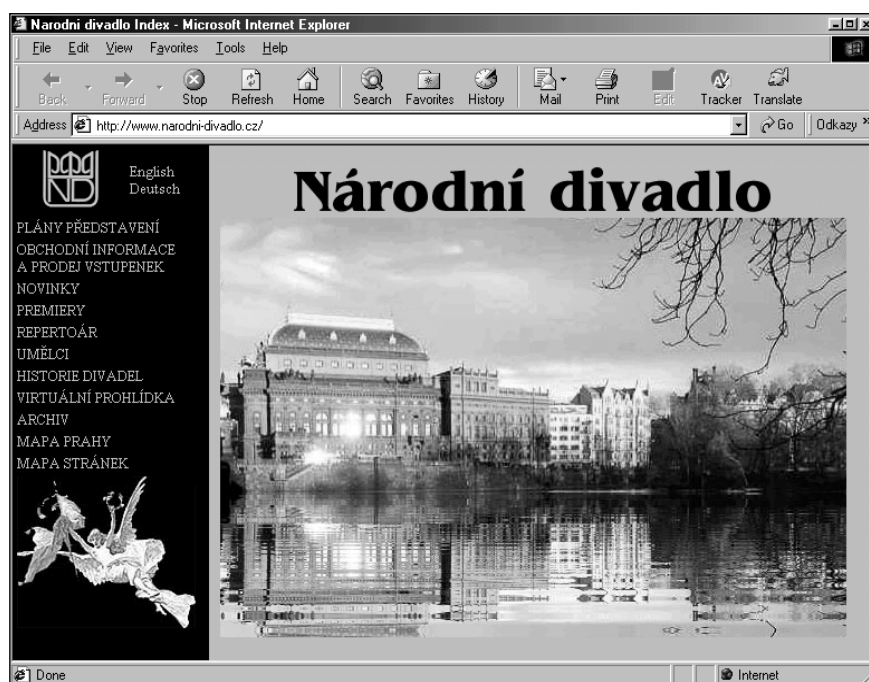 Narodni divadlo Index - Microsoft Internet Explorer
File Edit View Favorites Tools Help
Back Forward Stop Refresh Home Search Favorites History Mail Print Edit Tracker Translate
Address http://www.narodni-divadlo.cz/ Go Odkazy »
ND
English
Deutsch
Národní divadlo
PLÁNY PŘEDSTAVENÍ
OBCHODNÍ INFORMACE
A PRODEJ VSTUPENEK
NOVINKY
PREMIERY
REPERTOÁR
UMĚLCI
HISTORIE DIVADEL
VIRTUÁLNÍ PROHLÍDKA
ARCHIV
MAPA PRAHY
MAPA STRÁNEK
Done Internet